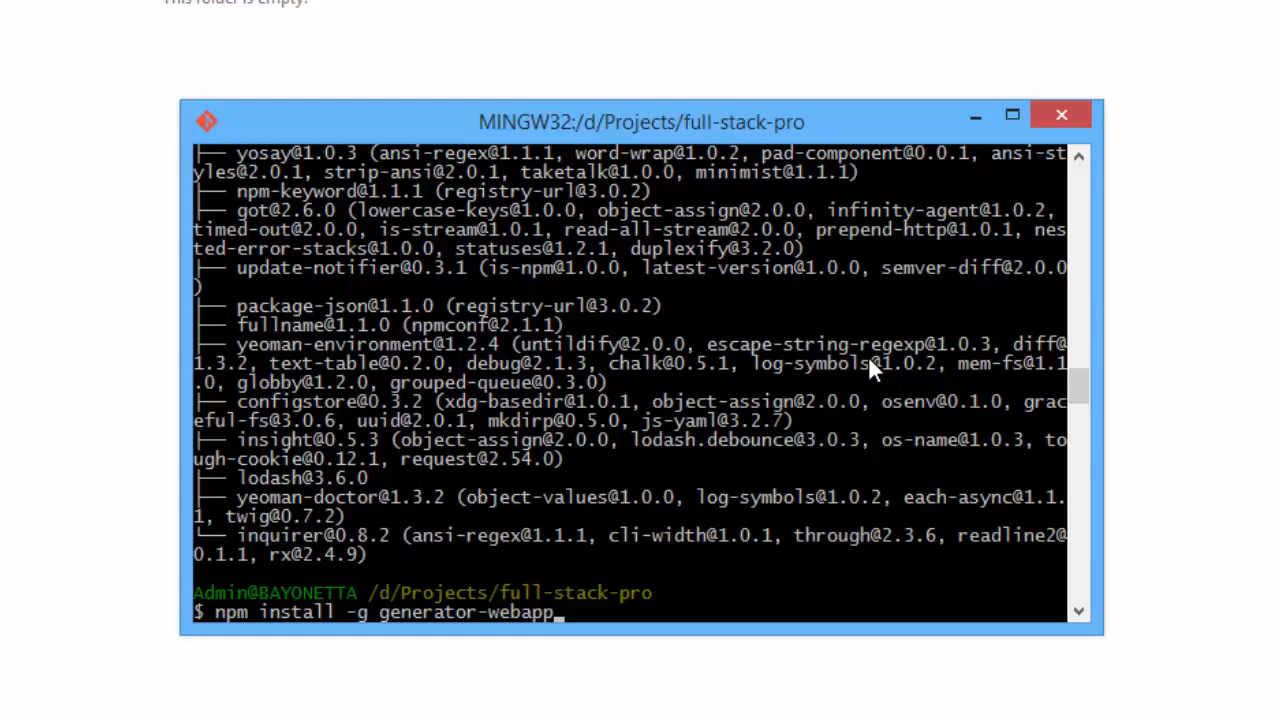 This folder is empty.
MINGW32:/d/Projects/full-stack-pro
├── yosay@1.0.3 (ansi-regex@1.1.1, word-wrap@1.0.2, pad-component@0.0.1, ansi-st
yles@2.0.1, strip-ansi@2.0.1, taketalk@1.0.0, minimist@1.1.1)
├── npm-keyword@1.1.1 (registry-url@3.0.2)
├── got@2.6.0 (lowercase-keys@1.0.0, object-assign@2.0.0, infinity-agent@1.0.2,
timed-out@2.0.0, is-stream@1.0.1, read-all-stream@2.0.0, prepend-http@1.0.1, nes
ted-error-stacks@1.0.0, statuses@1.2.1, duplexify@3.2.0)
├── update-notifier@0.3.1 (is-npm@1.0.0, latest-version@1.0.0, semver-diff@2.0.0
)
├── package-json@1.1.0 (registry-url@3.0.2)
├── fullname@1.1.0 (npmconf@2.1.1)
├── yeoman-environment@1.2.4 (untildify@2.0.0, escape-string-regexp@1.0.3, diff@
1.3.2, text-table@0.2.0, debug@2.1.3, chalk@0.5.1, log-symbols@1.0.2, mem-fs@1.1
.0, globby@1.2.0, grouped-queue@0.3.0)
├── configstore@0.3.2 (xdg-basedir@1.0.1, object-assign@2.0.0, osenv@0.1.0, grac
eful-fs@3.0.6, uuid@2.0.1, mkdirp@0.5.0, js-yaml@3.2.7)
├── insight@0.5.3 (object-assign@2.0.0, lodash.debounce@3.0.3, os-name@1.0.3, to
ugh-cookie@0.12.1, request@2.54.0)
├── lodash@3.6.0
├── yeoman-doctor@1.3.2 (object-values@1.0.0, log-symbols@1.0.2, each-async@1.1.
1, twig@0.7.2)
└── inquirer@0.8.2 (ansi-regex@1.1.1, cli-width@1.0.1, through@2.3.6, readline2@
0.1.1, rx@2.4.9)
Admin@BAYONETTA /d/Projects/full-stack-pro
$ npm install -g generator-webapp_